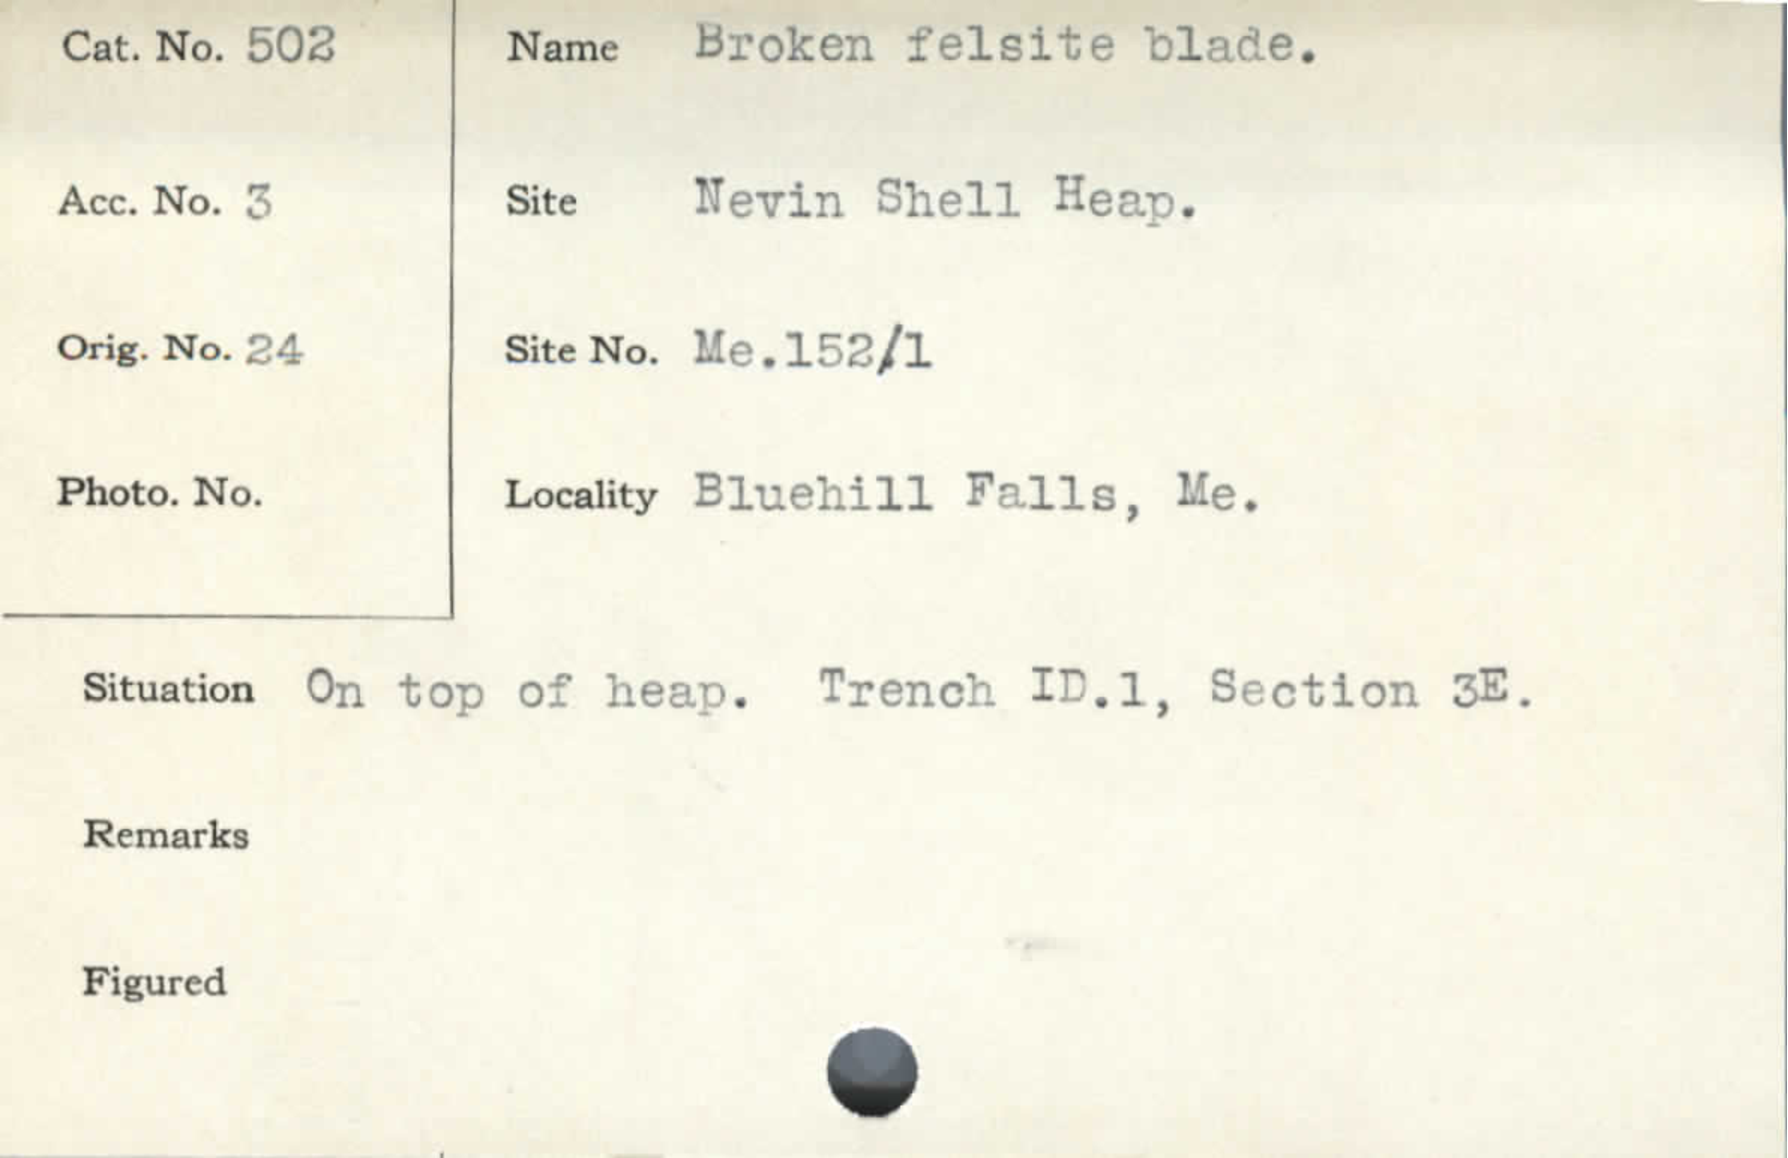 Cat. No. 502
Name Broken felsite blade.
Acc. No. 3
Site Nevin Shell Heap.
Orig. No. 24
Site No. Me.152/1
Photo. No.
Locality Bluehill Falls, Me.
Situation On top of heap. Trench ID.1, Section 3E.
Remarks
Figured